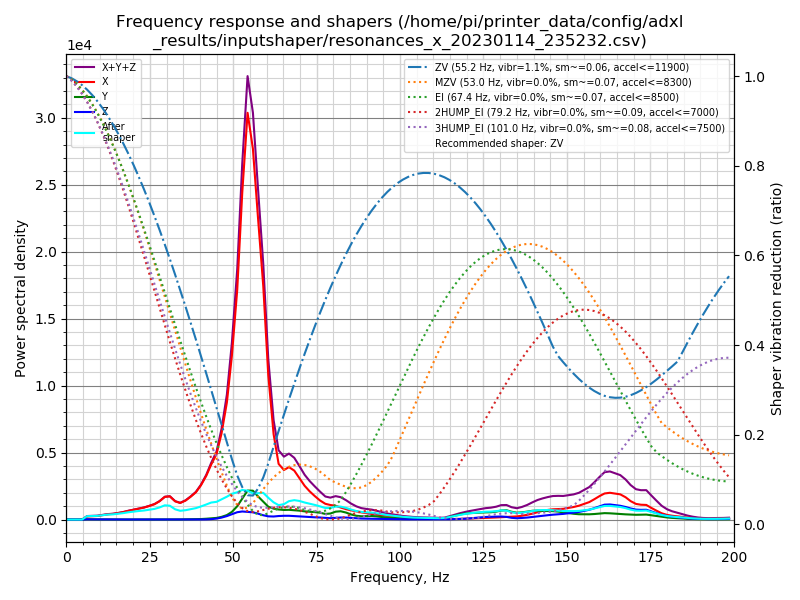 Frequency response and shapers (/home/pi/printer_data/config/adxl
_results/inputshaper/resonances_x_20230114_235232.csv)
1e4
X+Y+Z
X
Y
Z
After
shaper
ZV (55.2 Hz, vibr=1.1%, sm~=0.06, accel<=11900)
MZV (53.0 Hz, vibr=0.0%, sm~=0.07, accel<=8300)
EI (67.4 Hz, vibr=0.0%, sm~=0.07, accel<=8500)
2HUMP_EI (79.2 Hz, vibr=0.0%, sm~=0.09, accel<=7000)
3HUMP_EI (101.0 Hz, vibr=0.0%, sm~=0.08, accel<=7500)
Recommended shaper: ZV
Power spectral density
3.0
2.5
2.0
1.5
1.0
0.5
0.0
1.0
0.8
0.6
0.4
0.2
0.0
Shaper vibration reduction (ratio)
0 25 50 75 100 125 150 175 200
Frequency, Hz